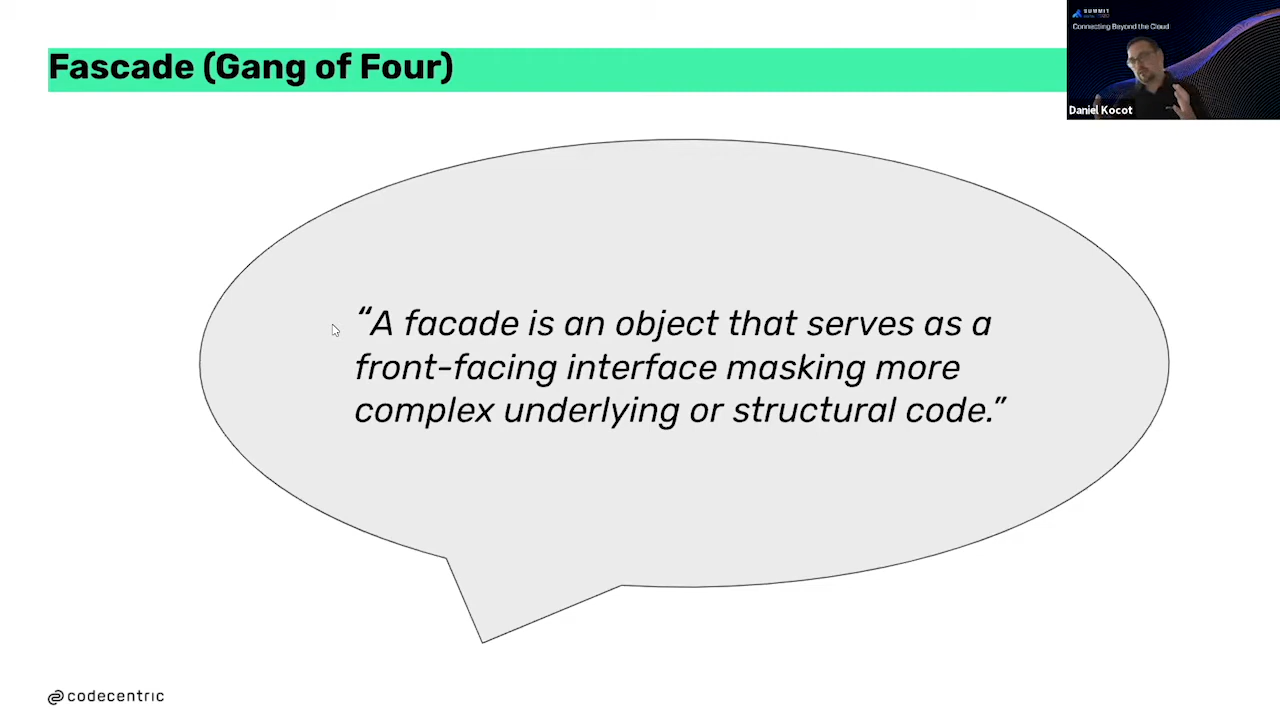 Fascade (Gang of Four)
SUMMIT
Connecting Beyond the Cloud
Daniel Kocot
“A facade is an object that serves as a
front-facing interface masking more
complex underlying or structural code.”
codecentric